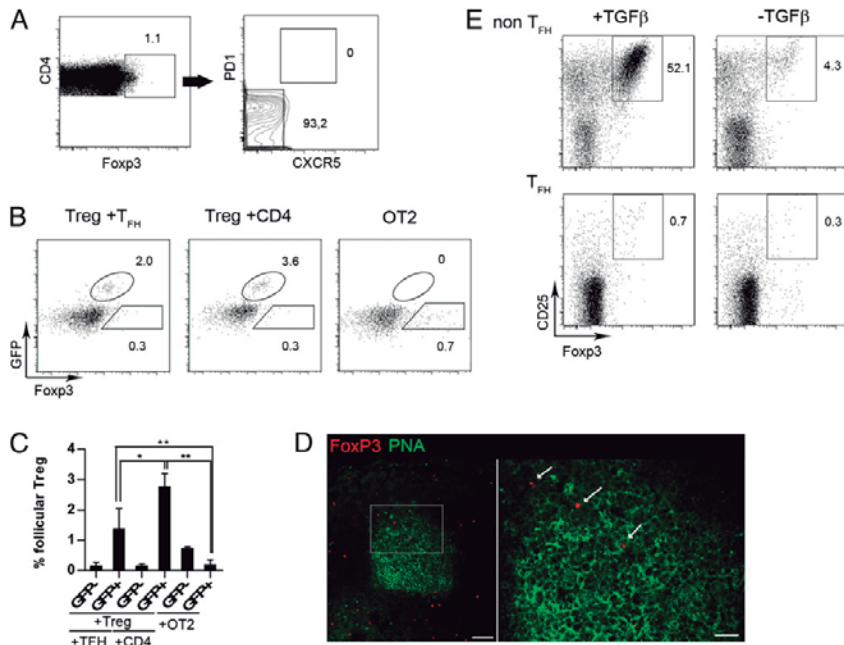 A
CD4
1.1
Foxp3
PD1
0
93,2
CXCR5
B
Treg +T_FH
Treg +CD4
OT2
2.0
0.3
3.6
0.3
0
0.7
GFP
Foxp3
C
% follicular Treg
4
3
2
1
0
**
*
**
GFP- GFP+ GFP- GFP+ GFP- GFP+
+Treg
+OT2
+TFH
+CD4
D
FoxP3 PNA
E
non T_FH
+TGFβ
-TGFβ
52.1
4.3
T_FH
0.7
0.3
CD25
Foxp3